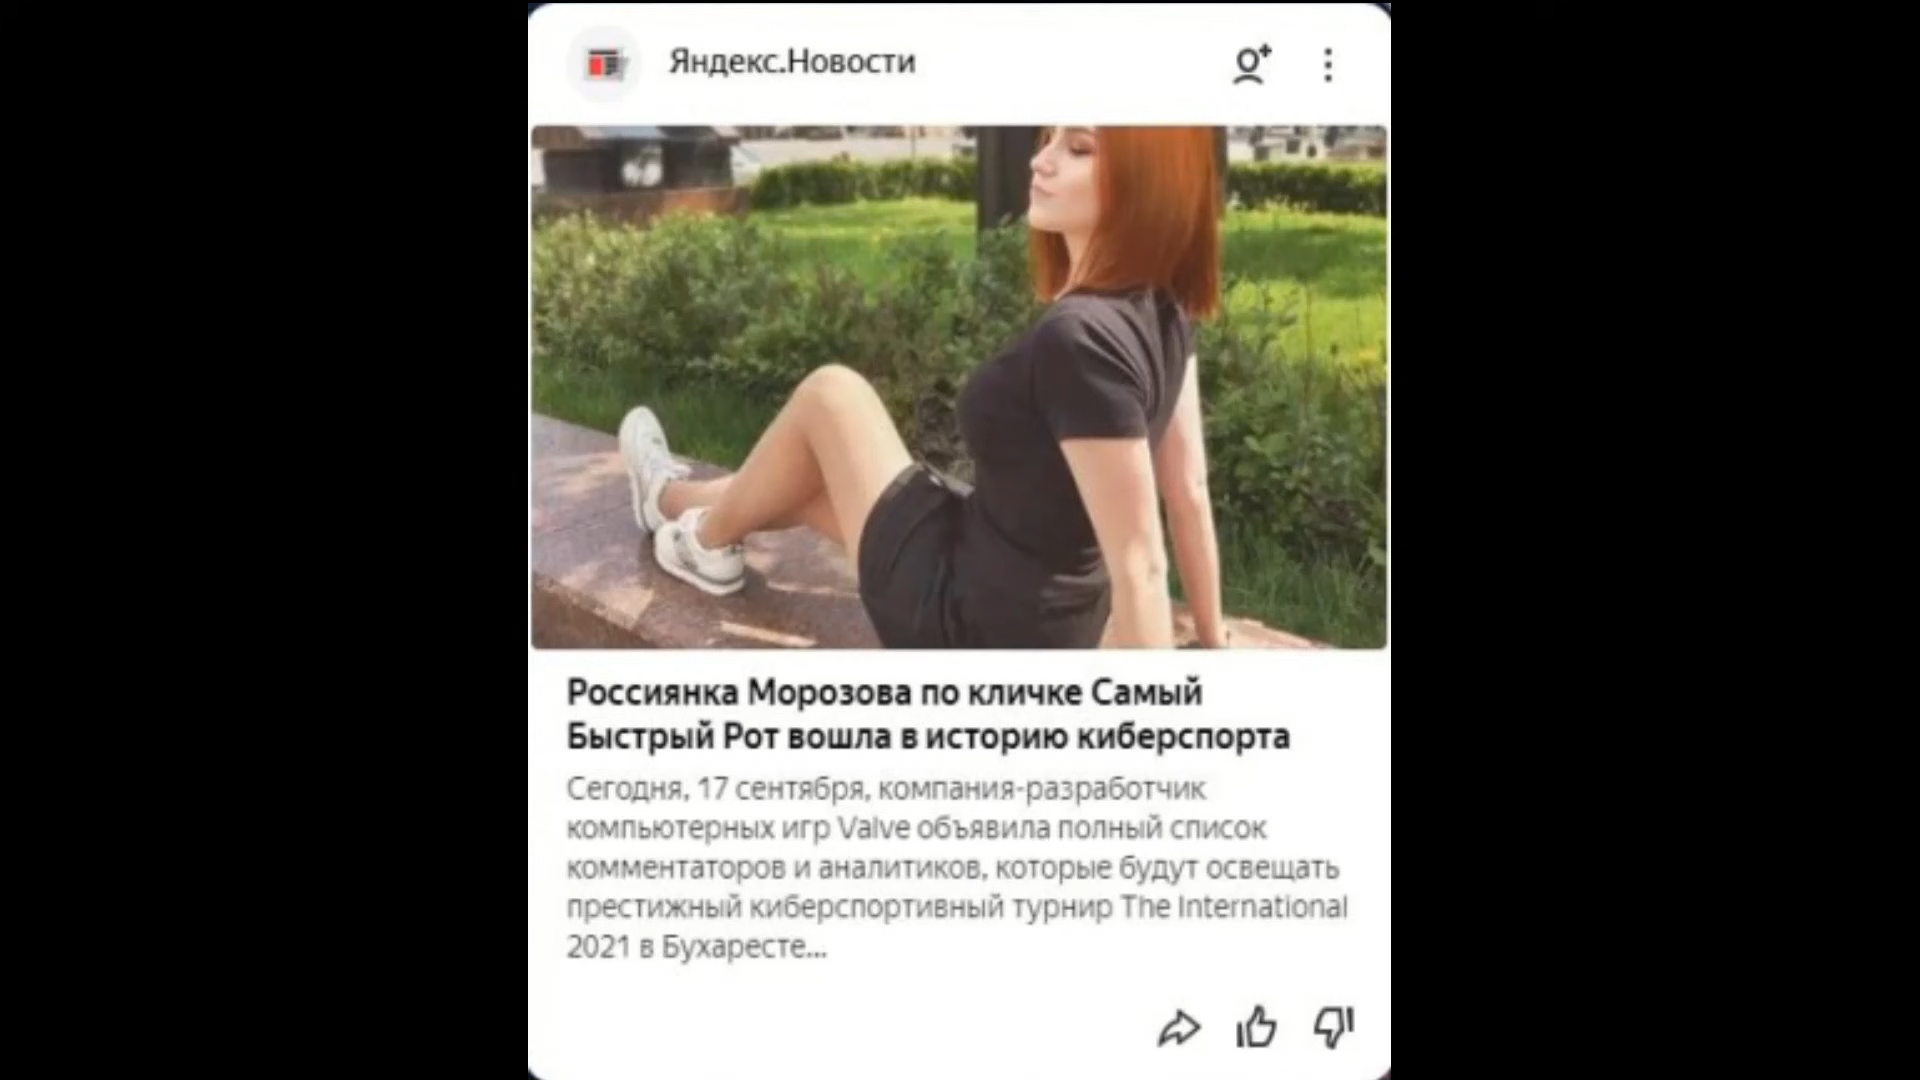 Яндекс.Новости
Россиянка Морозова по кличке Самый
Быстрый Рот вошла в историю киберспорта
Сегодня, 17 сентября, компания-разработчик
компьютерных игр Valve объявила полный список
комментаторов и аналитиков, которые будут освещать
престижный киберспортивный турнир The International
2021 в Бухаресте...